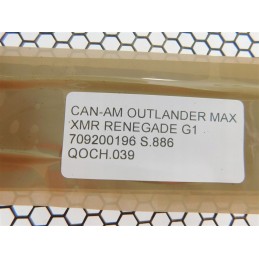 CAN-AM OUTLANDER MAX
XMR RENEGADE G1
709200196 S.886
QOCH.039